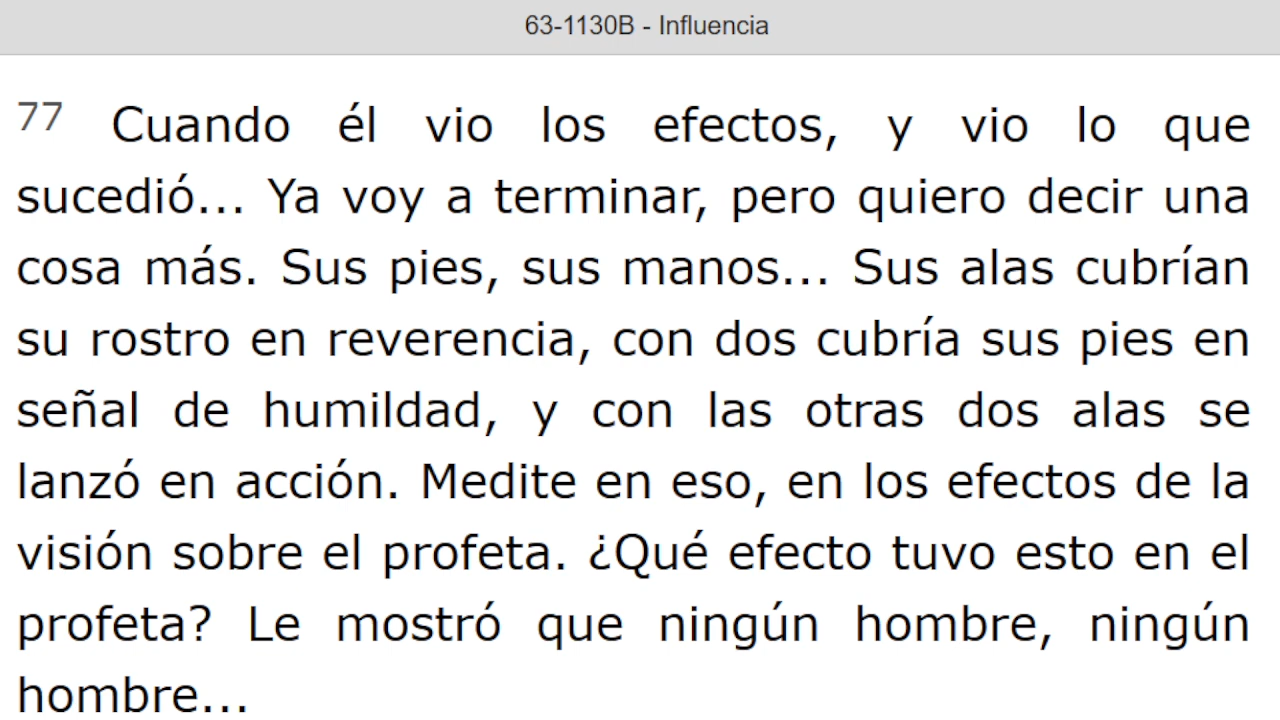 63-1130B - Influencia
77 Cuando él vio los efectos, y vio lo que
sucedió... Ya voy a terminar, pero quiero decir una
cosa más. Sus pies, sus manos... Sus alas cubrían
su rostro en reverencia, con dos cubría sus pies en
señal de humildad, y con las otras dos alas se
lanzó en acción. Medite en eso, en los efectos de la
visión sobre el profeta. ¿Qué efecto tuvo esto en el
profeta? Le mostró que ningún hombre, ningún
hombre...